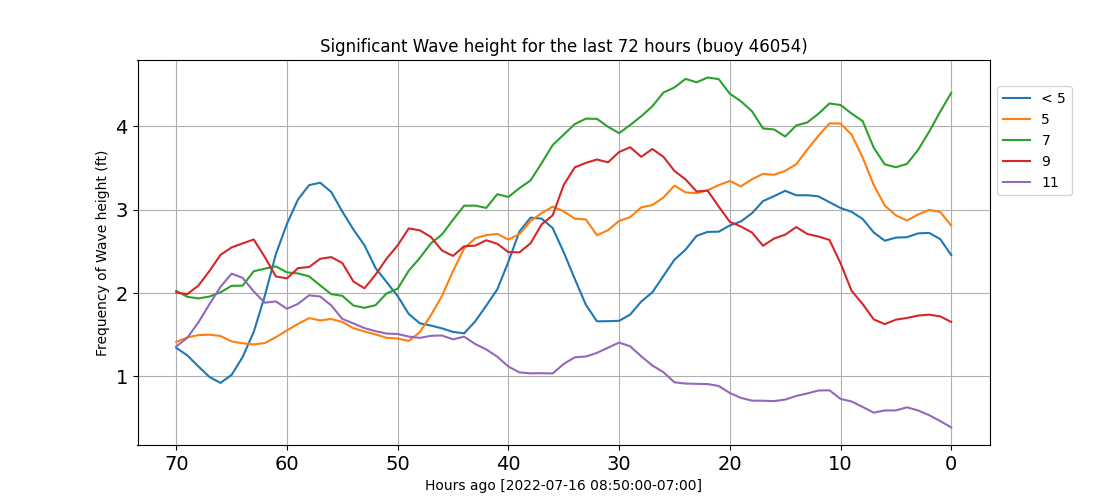 Significant Wave height for the last 72 hours (buoy 46054)
Frequency of Wave height (ft)
4
3
2
1
70 60 50 40 30 20 10 0
Hours ago [2022-07-16 08:50:00-07:00]
< 5
5
7
9
11